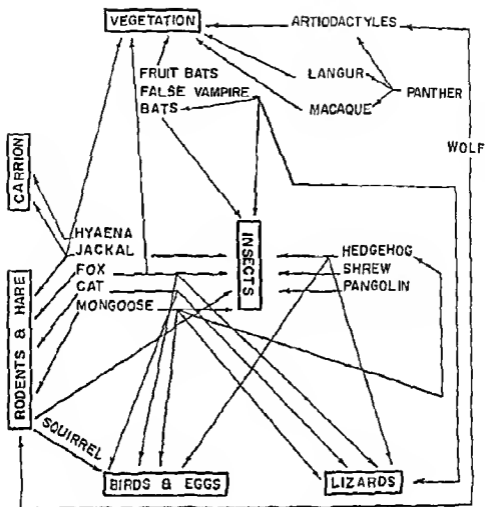 VEGETATION
ARTIODACTYLES
FRUIT BATS
LANGUR
FALSE VAMPIRE
PANTHER
BATS
MACAQUE
WOLF
CARRION
HYAENA
JACKAL
FOX
CAT
MONGOOSE
INSECTS
HEDGEHOG
SHREW
PANGOLIN
RODENTS & HARE
SQUIRREL
BIRDS & EGGS
LIZARDS